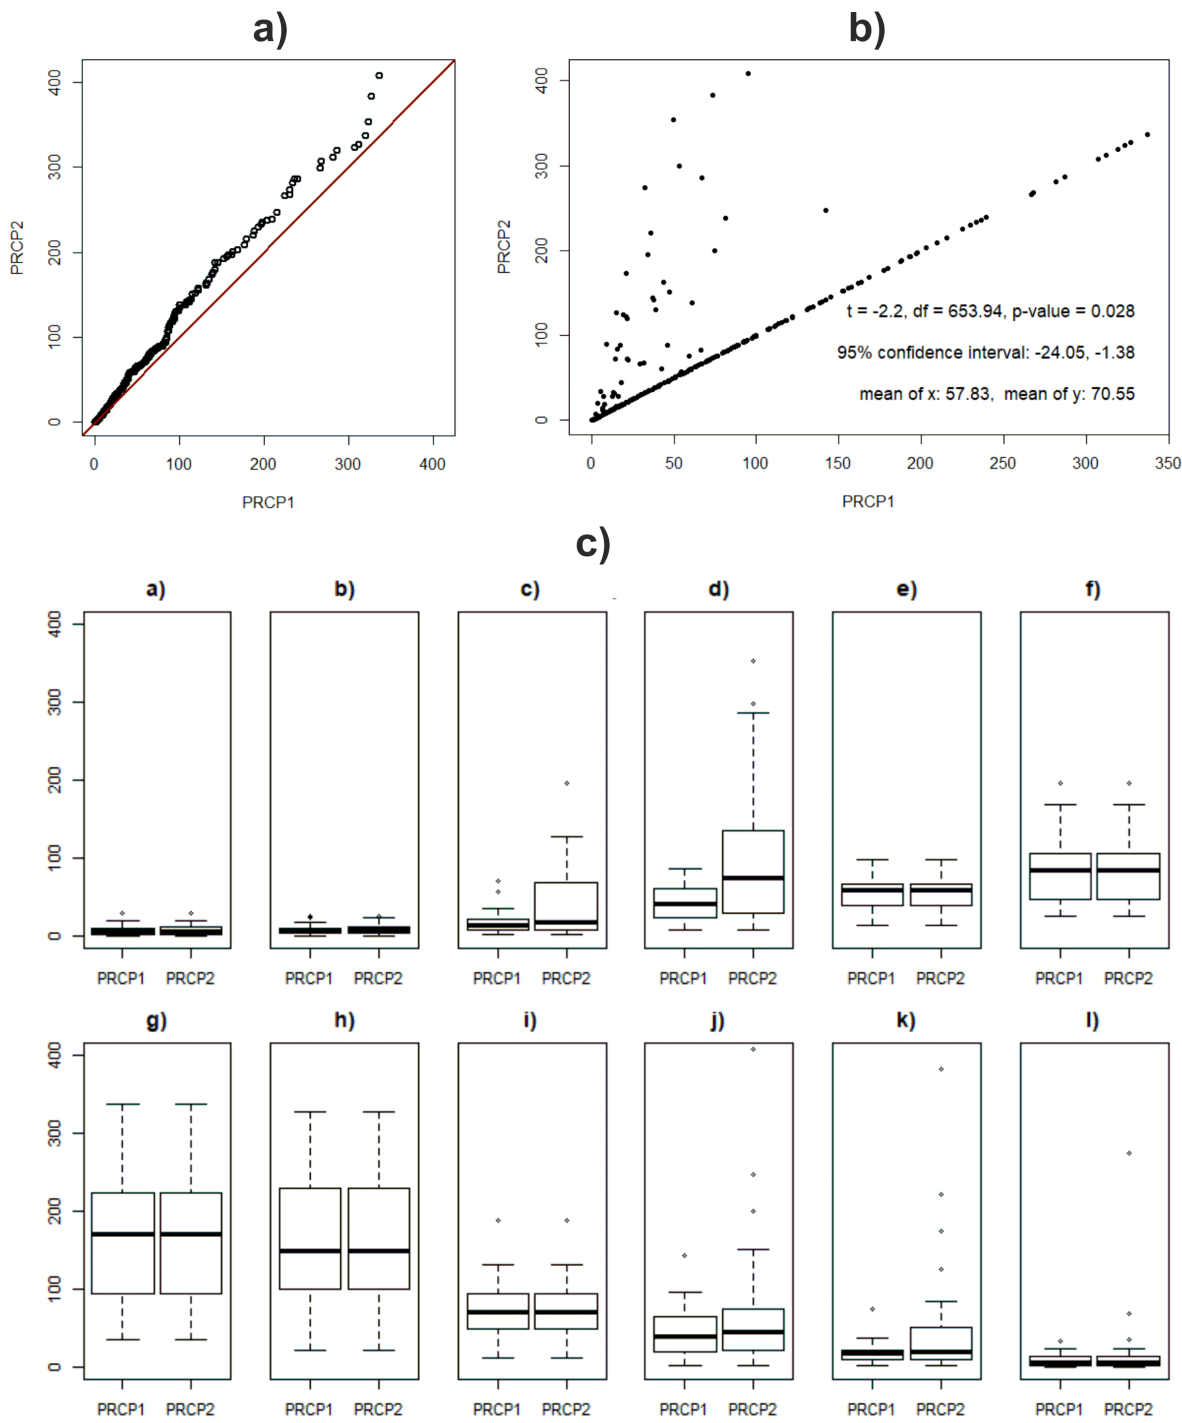 a) b)
400
300
200
100
0
PRCP2
0 100 200 300 400
PRCP1
400
300
200
100
0
PRCP2
t = -2.2, df = 653.94, p-value = 0.028
95% confidence interval: -24.05, -1.38
mean of x: 57.83, mean of y: 70.55
0 50 100 150 200 250 300 350
PRCP1
c)
a) b) c) d) e) f)
400
300
200
100
0
PRCP1 PRCP2 PRCP1 PRCP2 PRCP1 PRCP2 PRCP1 PRCP2 PRCP1 PRCP2 PRCP1 PRCP2
g) h) i) j) k) l)
400
300
200
100
0
PRCP1 PRCP2 PRCP1 PRCP2 PRCP1 PRCP2 PRCP1 PRCP2 PRCP1 PRCP2 PRCP1 PRCP2